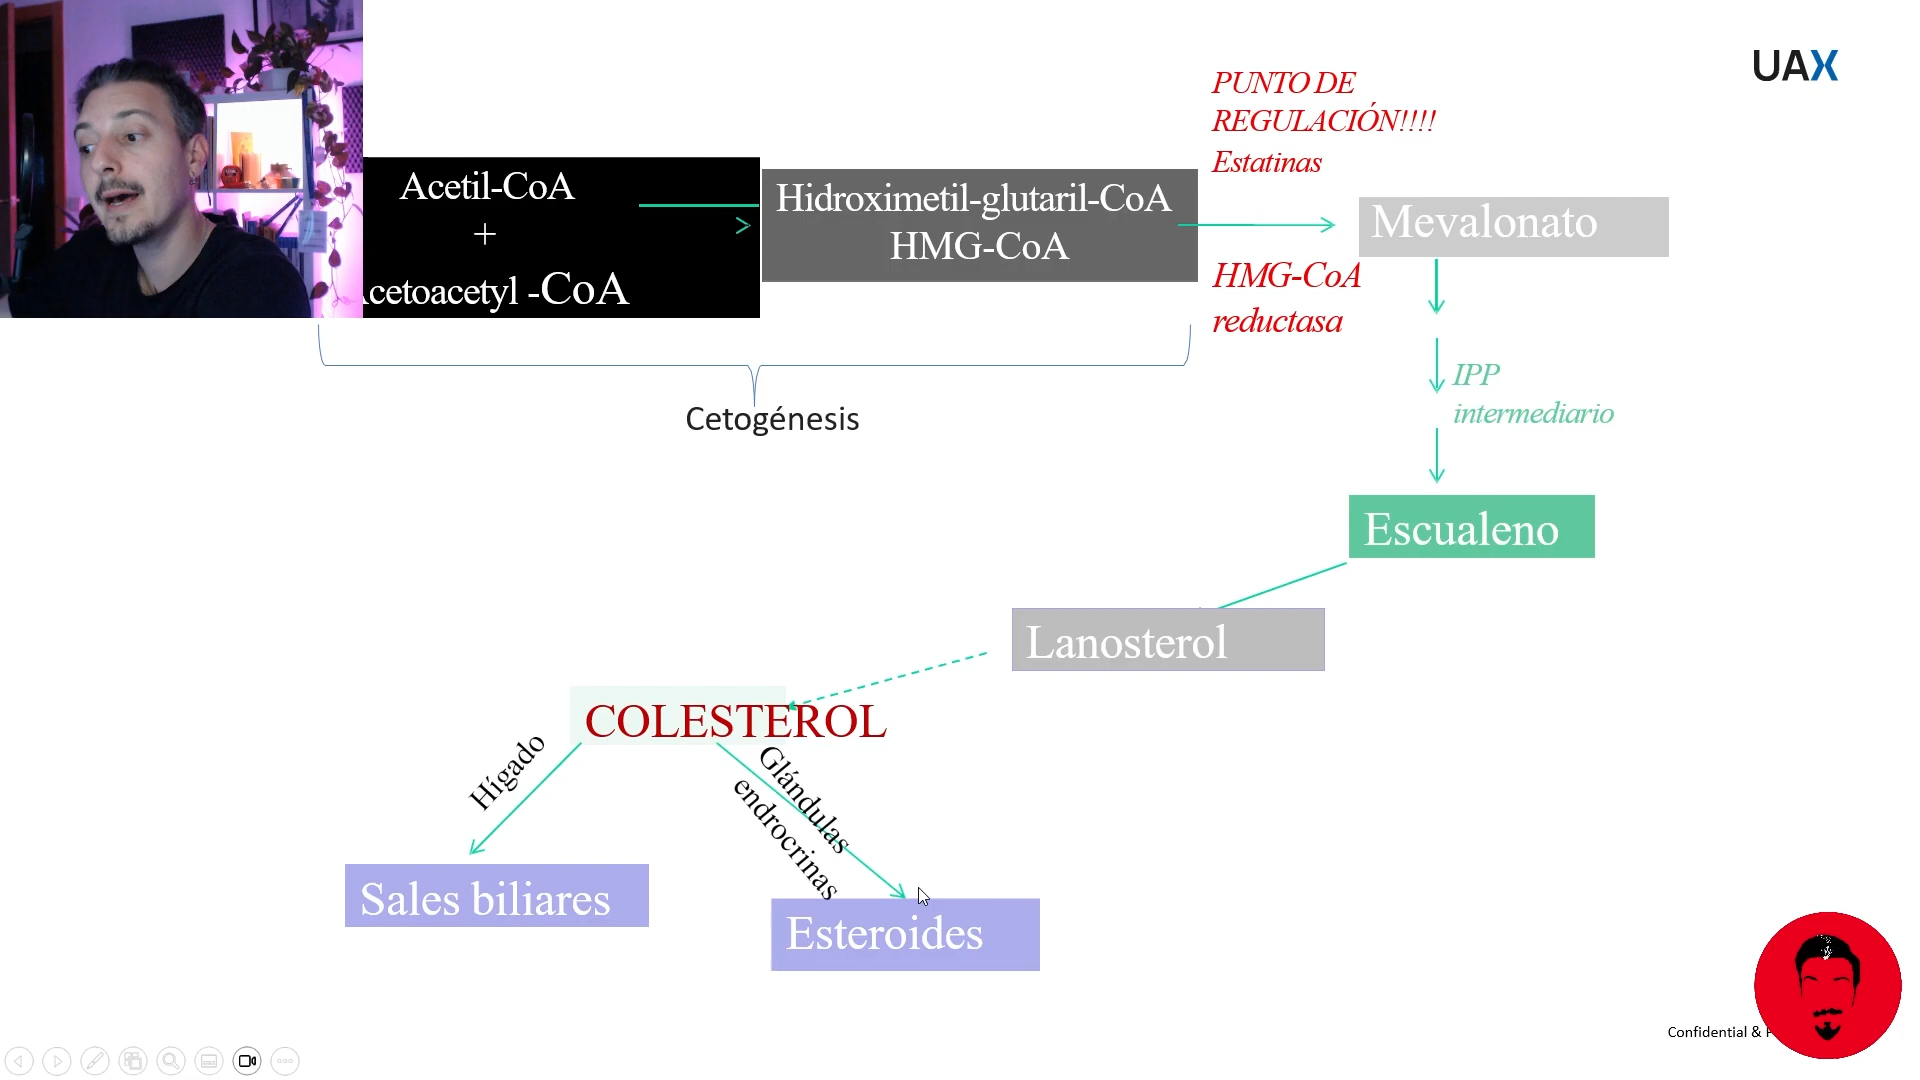 UAX
PUNTO DE
REGULACIÓN!!!!
Estatinas
Acetil-CoA
+
cetoacetyl -CoA
Hidroximetil-glutaril-CoA
HMG-CoA
Mevalonato
HMG-CoA
reductasa
IPP
intermediario
Cetogénesis
Escualeno
Lanosterol
COLESTEROL
Hígado
Glándulas
endrocrinas
Sales biliares
Esteroides
Confidential &